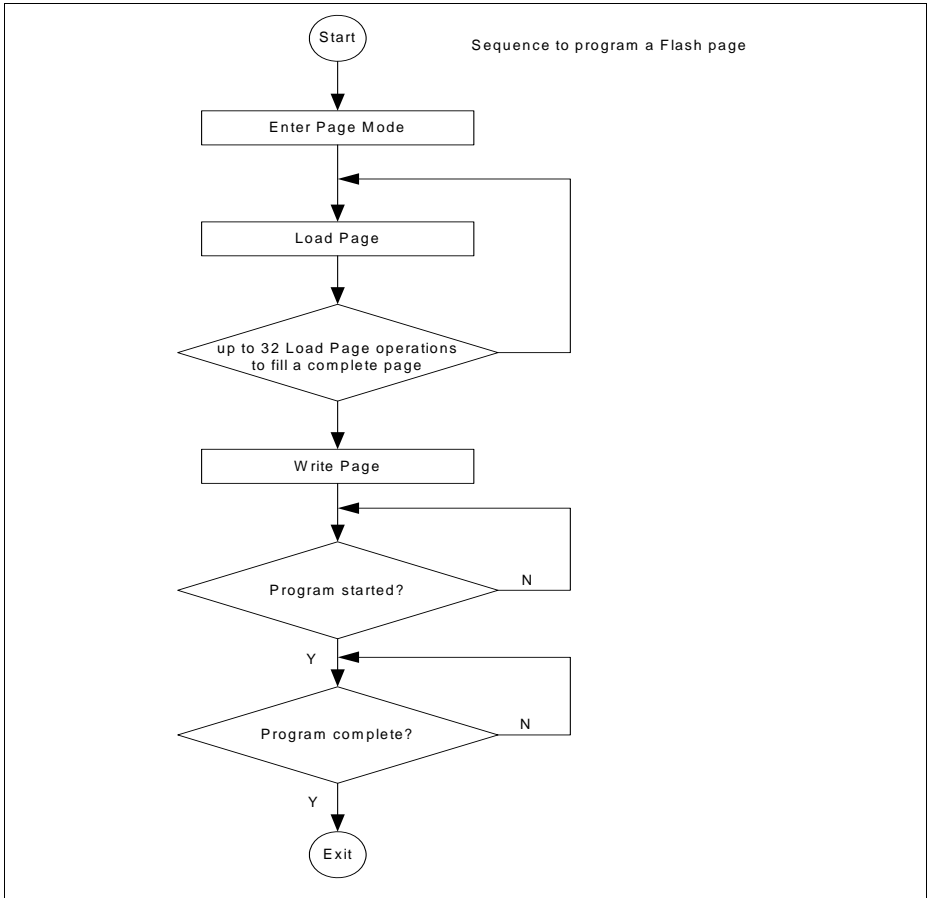 Start
Sequence to program a Flash page
Enter Page Mode
Load Page
up to 32 Load Page operations
to fill a complete page
Write Page
Program started?
N
Y
Program complete?
N
Y
Exit